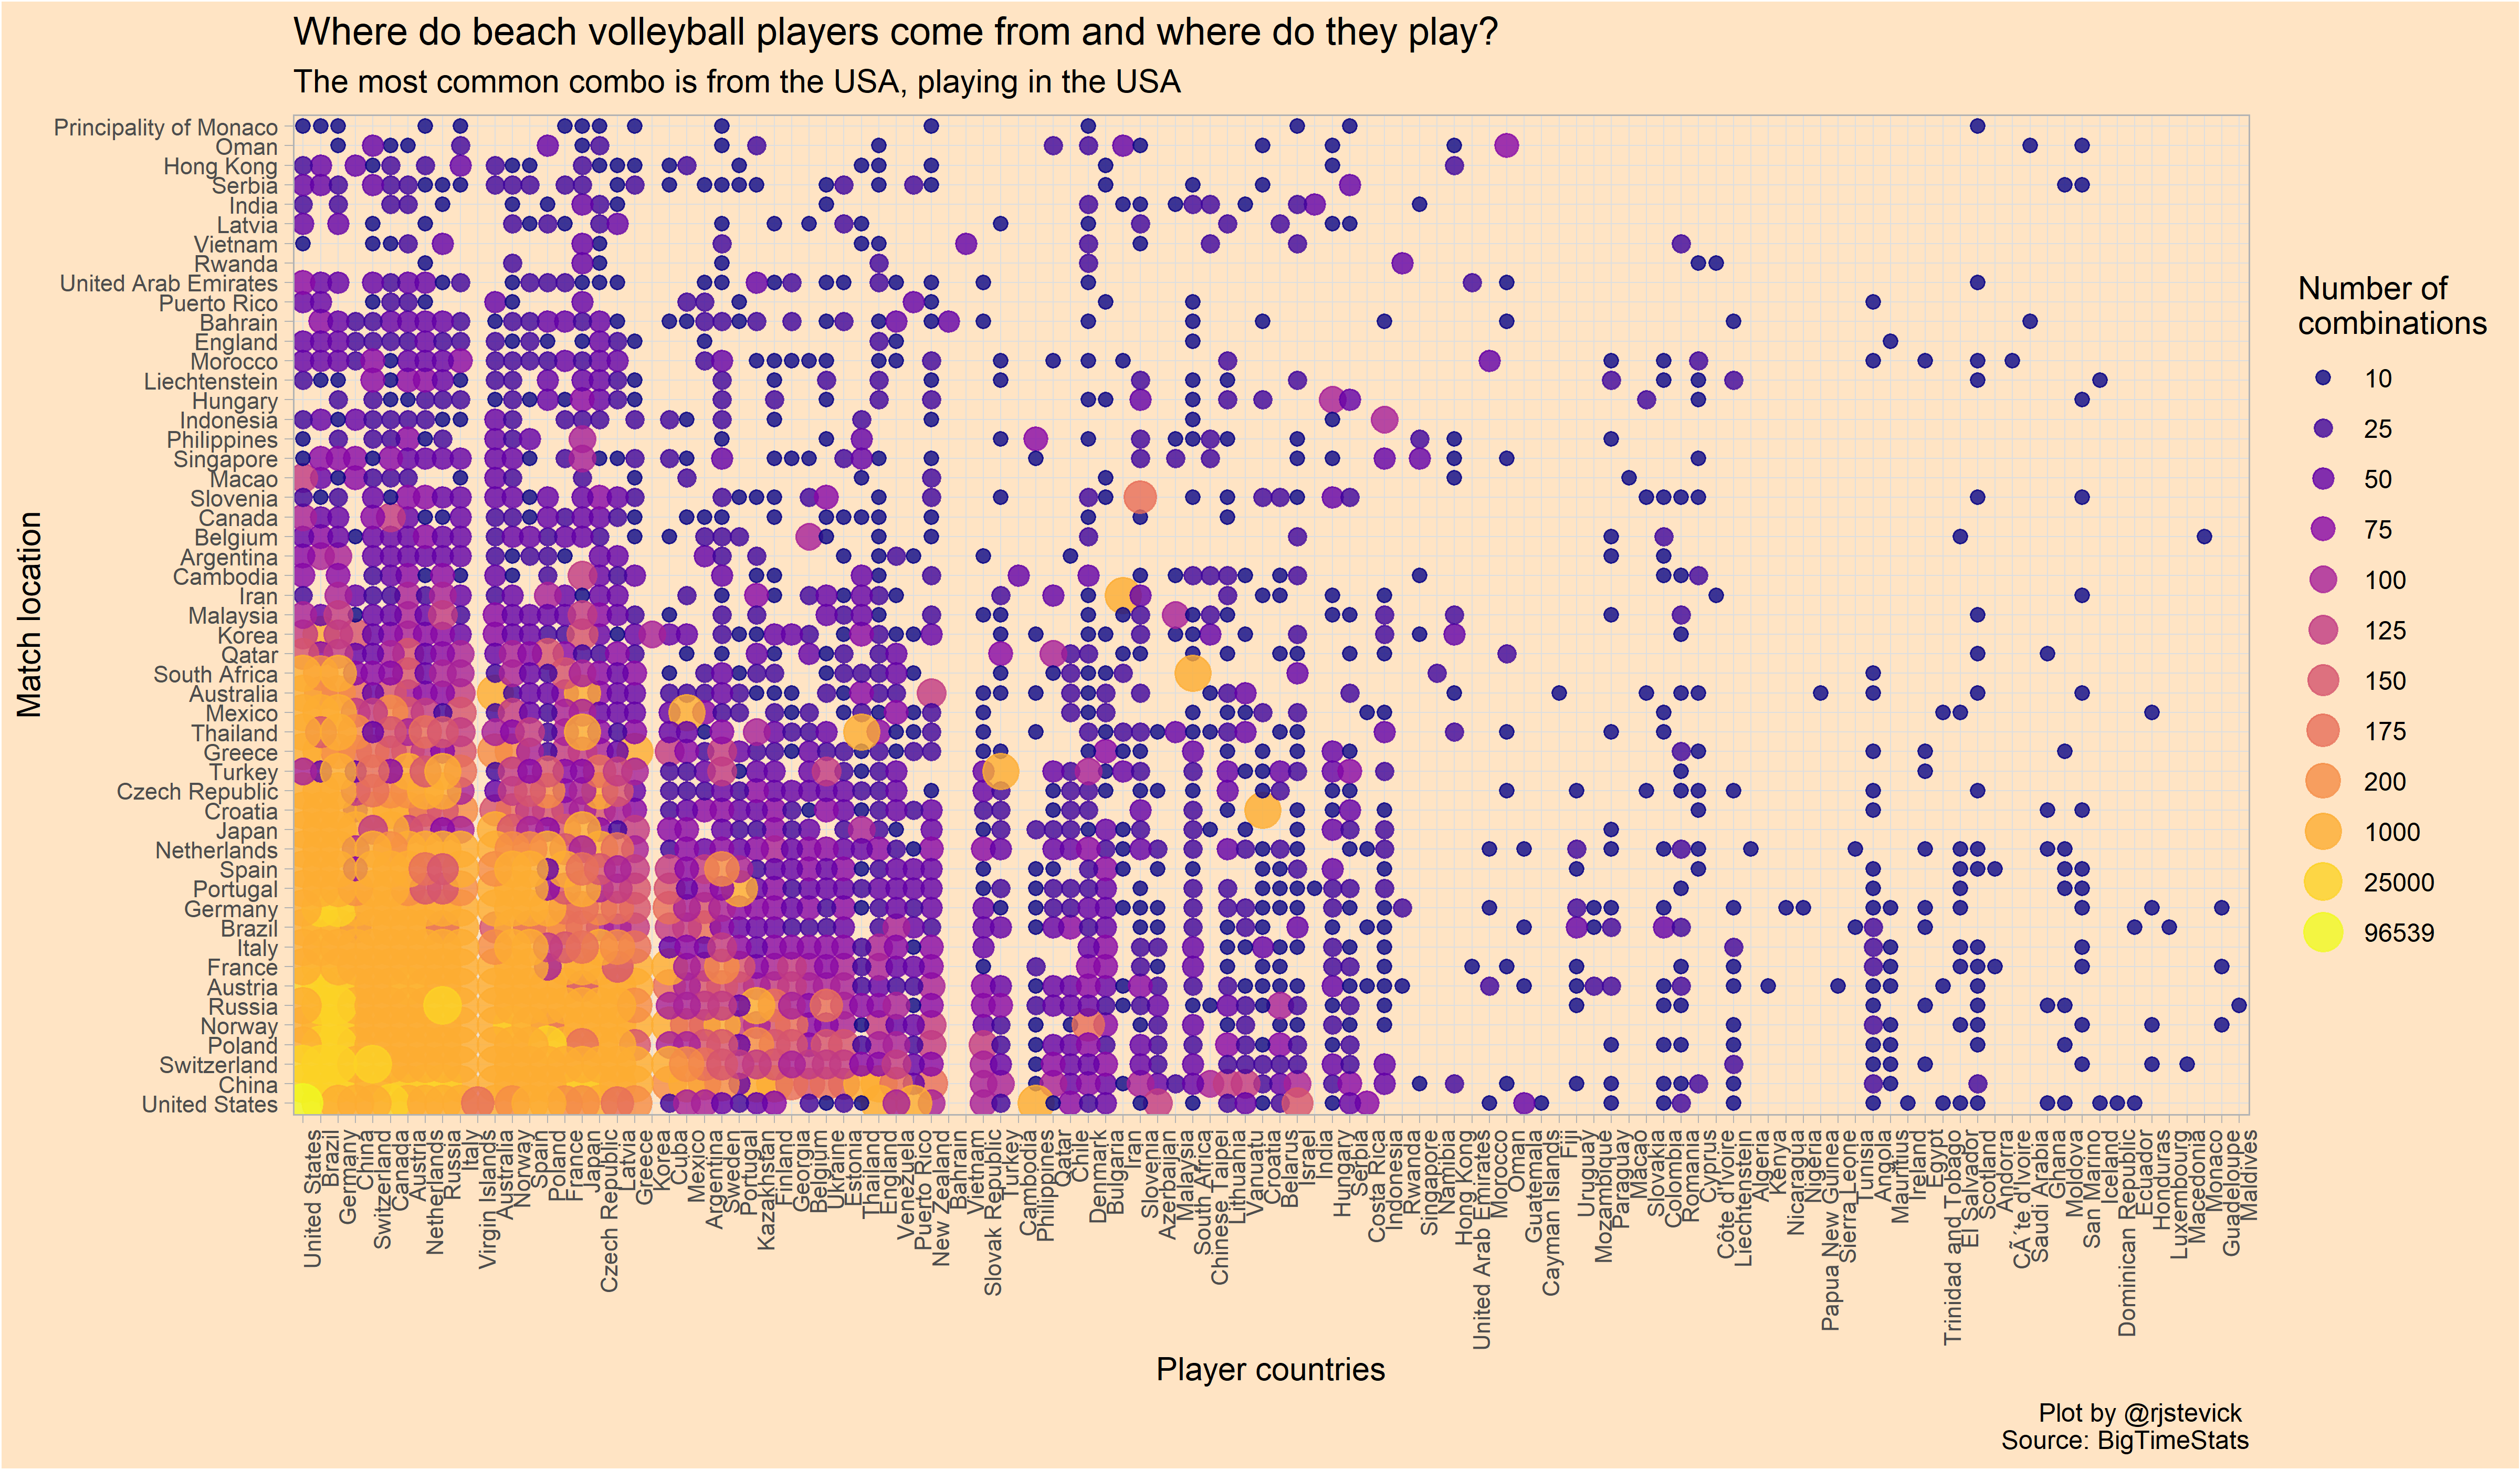 Where do beach volleyball players come from and where do they play?
The most common combo is from the USA, playing in the USA
Match location
Principality of Monaco
Oman
Hong Kong
Serbia
India
Latvia
Vietnam
Rwanda
United Arab Emirates
Puerto Rico
Bahrain
England
Morocco
Liechtenstein
Hungary
Indonesia
Philippines
Singapore
Macao
Slovenia
Canada
Belgium
Argentina
Cambodia
Iran
Malaysia
Korea
Qatar
South Africa
Australia
Mexico
Thailand
Greece
Turkey
Czech Republic
Croatia
Japan
Netherlands
Spain
Portugal
Germany
Brazil
Italy
France
Austria
Russia
Norway
Poland
Switzerland
China
United States
United States
Brazil
Germany
China
Switzerland
Canada
Austria
Netherlands
Russia
Italy
Virgin Islands
Australia
Norway
Spain
Poland
France
Japan
Czech Republic
Latvia
Greece
Korea
Cuba
Mexico
Argentina
Sweden
Portugal
Kazakhstan
Finland
Georgia
Belgium
Ukraine
Estonia
Thailand
England
Venezuela
Puerto Rico
New Zealand
Bahrain
Vietnam
Slovak Republic
Turkey
Cambodia
Philippines
Qatar
Chile
Denmark
Bulgaria
Iran
Slovenia
Azerbaijan
Malaysia
South Africa
Chinese Taipei
Lithuania
Vanuatu
Croatia
Belarus
Israel
India
Hungary
Serbia
Costa Rica
Indonesia
Rwanda
Singapore
Namibia
Hong Kong
United Arab Emirates
Morocco
Oman
Guatemala
Cayman Islands
Fiji
Uruguay
Mozambique
Paraguay
Macao
Slovakia
Colombia
Romania
Cyprus
Côte d'Ivoire
Liechtenstein
Algeria
Kenya
Nicaragua
Nigeria
Papua New Guinea
Sierra Leone
Tunisia
Angola
Mauritius
Ireland
Egypt
Trinidad and Tobago
El Salvador
Scotland
Andorra
CÃ´te d'Ivoire
Saudi Arabia
Ghana
Moldova
San Marino
Iceland
Dominican Republic
Ecuador
Honduras
Luxembourg
Macedonia
Monaco
Guadeloupe
Maldives
Player countries
Number of
combinations
10
25
50
75
100
125
150
175
200
1000
25000
96539
Plot by @rjstevick
Source: BigTimeStats